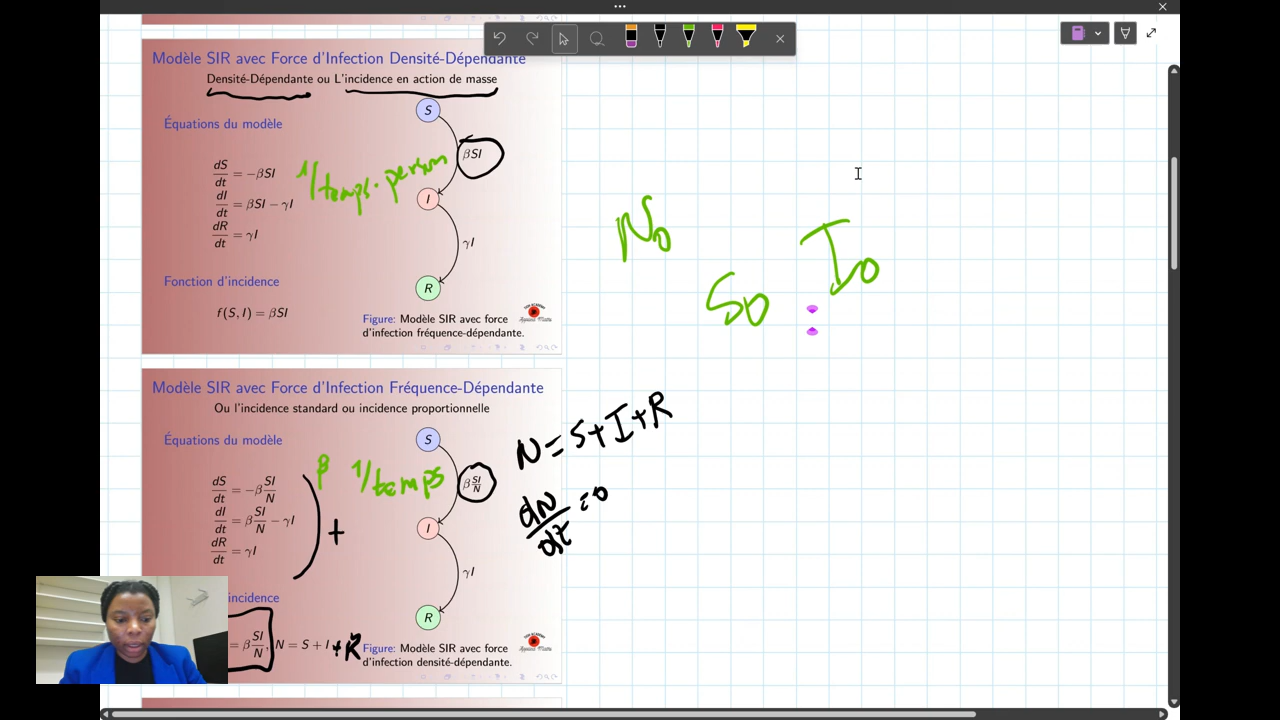 Modèle SIR avec Force d'Infection Densité-Dépendante
Densité-Dépendante ou L'incidence en action de masse
Équations du modèle
dS/dt = −βSI
dI/dt = βSI − γI
dR/dt = γI
1/temps·person
S
βSI
I
γI
R
Fonction d'incidence
f(S, I) = βSI
Figure: Modèle SIR avec force
d'infection fréquence-dépendante.
N0
S0
I0
Modèle SIR avec Force d'Infection Fréquence-Dépendante
Ou l'incidence standard ou incidence proportionnelle
Équations du modèle
dS/dt = −β SI/N
dI/dt = β SI/N − γI
dR/dt = γI
+
β 1/temps
S
β SI/N
I
γI
R
N = S+I+R
dN/dt = 0
incidence
= β SI/N, N = S + I + R
Figure: Modèle SIR avec force
d'infection densité-dépendante.